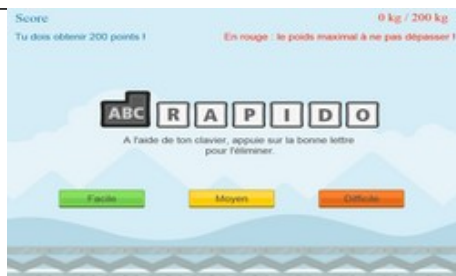 Score
0 kg / 200 kg
Tu dois obtenir 200 points !
En rouge : le poids maximal à ne pas dépasser !
ABC RAPIDO
A l'aide de ton clavier, appuie sur la bonne lettre
pour l'éliminer.
Facile
Moyen
Difficile